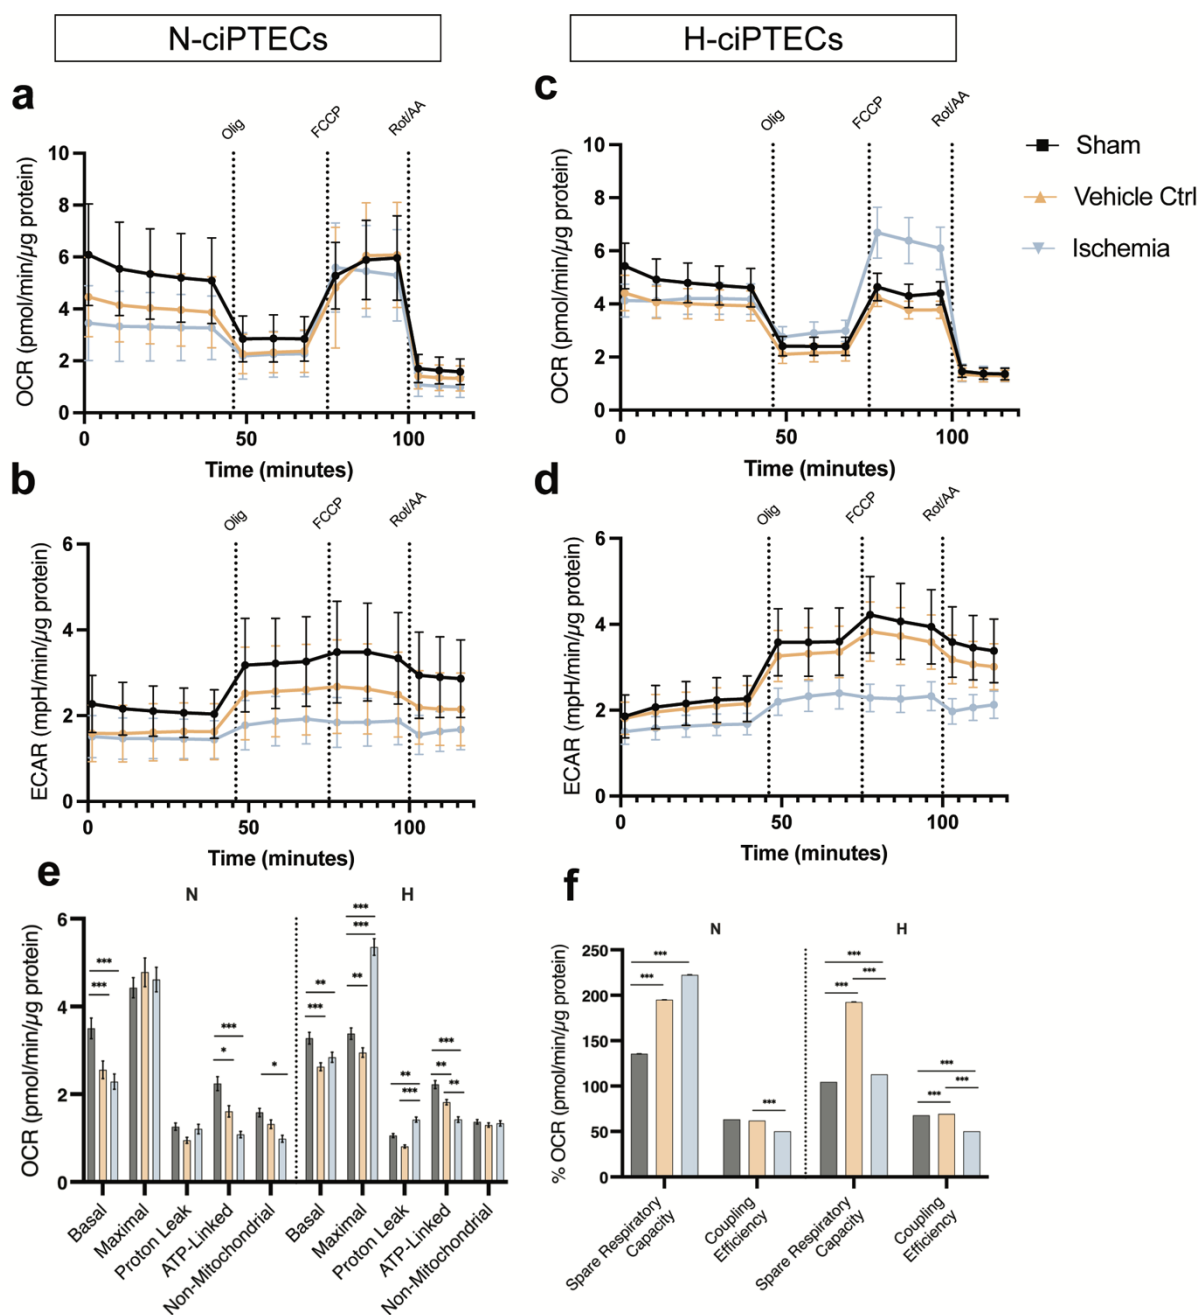 N-ciPTECs
H-ciPTECs
a
Olig
FCCP
Rot/AA
OCR (pmol/min/µg protein)
10
8
6
4
2
0
0
50
100
Time (minutes)
c
Olig
FCCP
Rot/AA
OCR (pmol/min/µg protein)
10
8
6
4
2
0
0
50
100
Time (minutes)
Sham
Vehicle Ctrl
Ischemia
b
Olig
FCCP
Rot/AA
ECAR (mpH/min/µg protein)
6
4
2
0
0
50
100
Time (minutes)
d
Olig
FCCP
Rot/AA
ECAR (mpH/min/µg protein)
6
4
2
0
0
50
100
Time (minutes)
e
N
H
OCR (pmol/min/µg protein)
6
4
2
0
***
***
***
*
*
**
***
***
***
**
**
***
***
**
**
Basal
Maximal
Proton Leak
ATP-Linked
Non-Mitochondrial
Basal
Maximal
Proton Leak
ATP-Linked
Non-Mitochondrial
f
N
H
% OCR (pmol/min/µg protein)
250
200
150
100
50
0
***
***
***
***
***
***
***
***
***
Spare Respiratory
Capacity
Coupling
Efficiency
Spare Respiratory
Capacity
Coupling
Efficiency